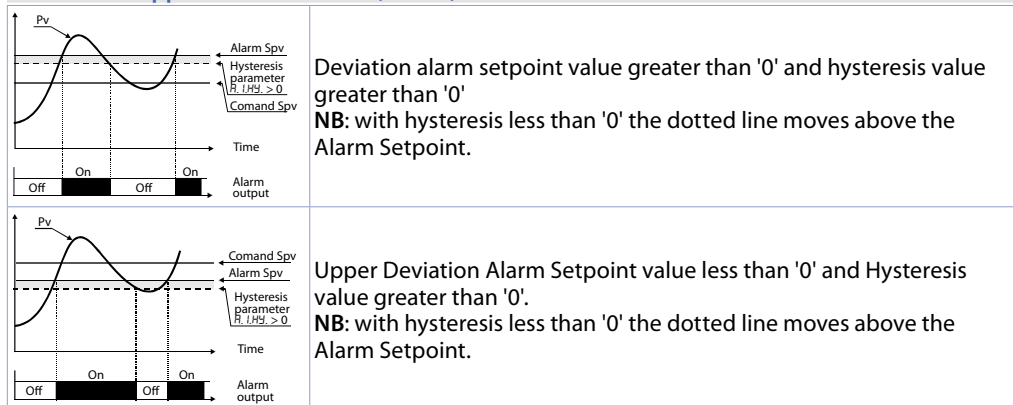 Pv
Alarm Spv
Hysteresis
parameter
A. 1.HY. > 0
Comand Spv
Time
On
On
Off
Off
Alarm
output
Deviation alarm setpoint value greater than '0' and hysteresis value
greater than '0'
NB: with hysteresis less than '0' the dotted line moves above the
Alarm Setpoint.
Pv
Comand Spv
Alarm Spv
Hysteresis
parameter
A. 1.HY. > 0
Time
On
On
Off
Off
Alarm
output
Upper Deviation Alarm Setpoint value less than '0' and Hysteresis
value greater than '0'.
NB: with hysteresis less than '0' the dotted line moves above the
Alarm Setpoint.